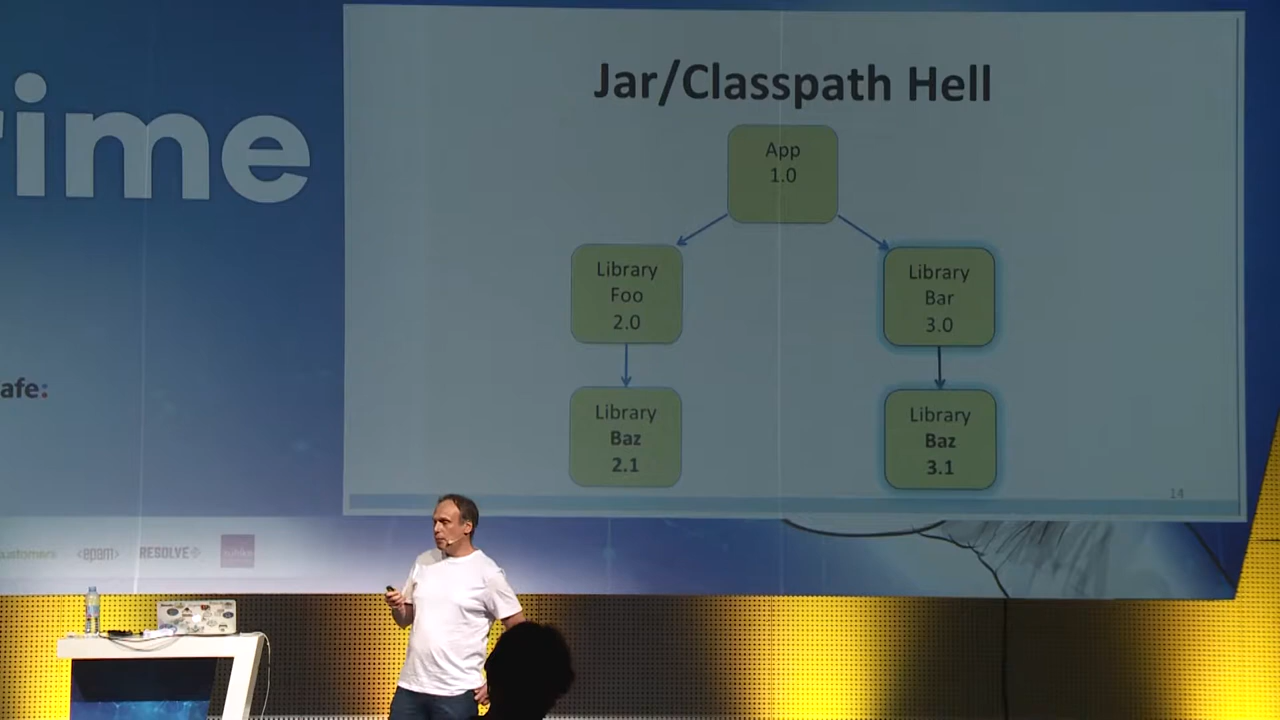 rime
afe:
customers
<epam>
RESOLVE
Jar/Classpath Hell
App
1.0
Library
Foo
2.0
Library
Bar
3.0
Library
Baz
2.1
Library
Baz
3.1
14